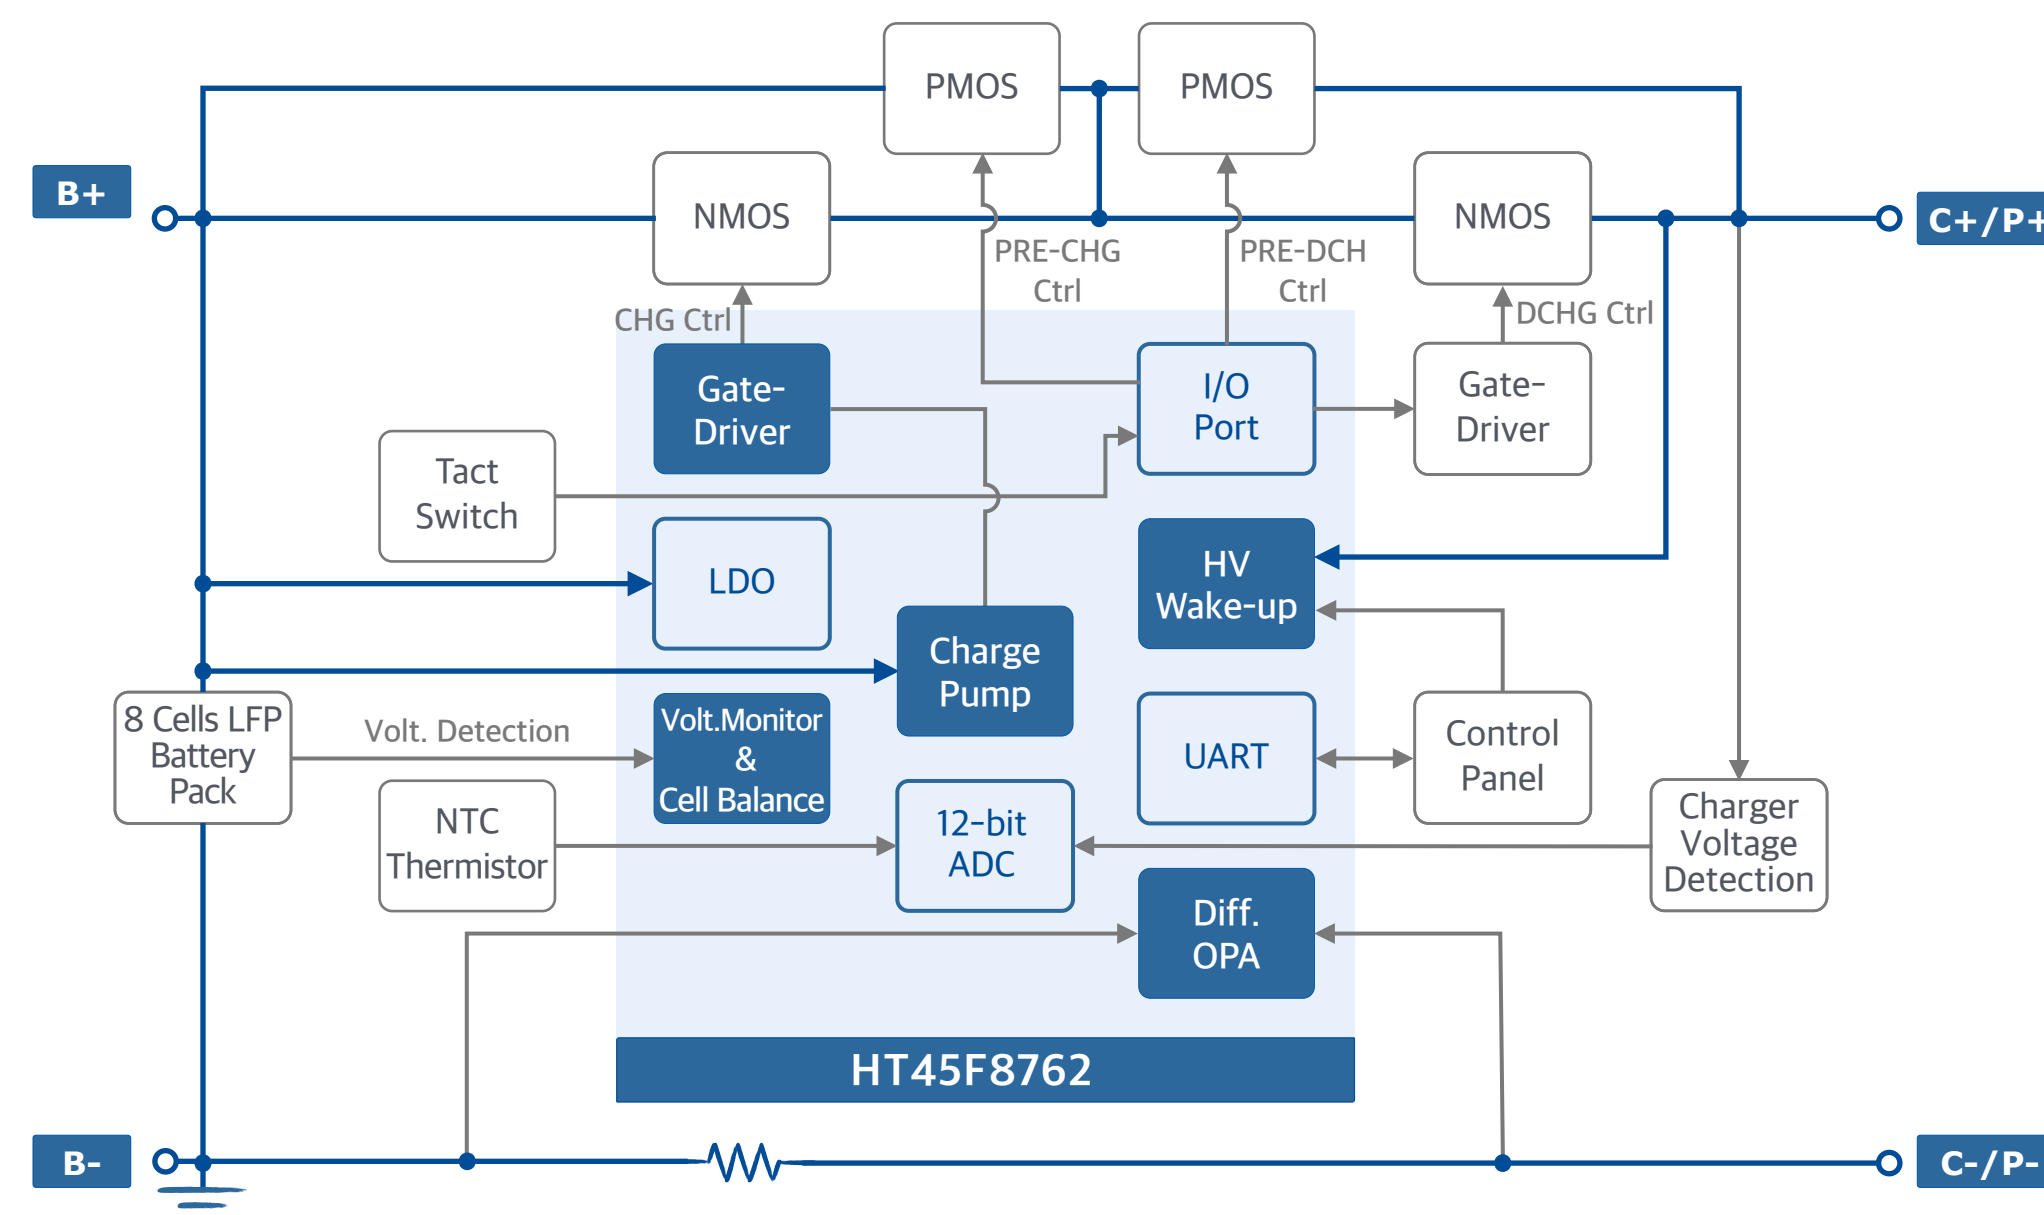 PMOS
PMOS
B+
NMOS
NMOS
C+/P+
PRE-CHG
Ctrl
PRE-DCH
Ctrl
CHG Ctrl
DCHG Ctrl
Gate-
Driver
I/O
Port
Gate-
Driver
Tact
Switch
LDO
HV
Wake-up
Charge
Pump
8 Cells LFP
Battery
Pack
Volt. Detection
Volt.Monitor
&
Cell Balance
UART
Control
Panel
NTC
Thermistor
12-bit
ADC
Charger
Voltage
Detection
Diff.
OPA
HT45F8762
B-
C-/P-